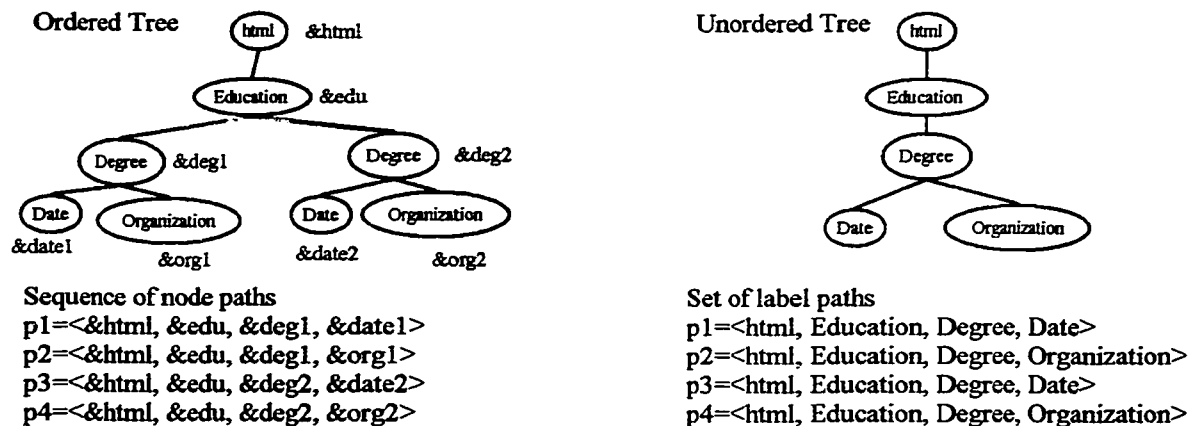 Ordered Tree
html &html
Education &edu
Degree &deg1
Degree &deg2
Date
Organization
Date
Organization
&date1
&org1
&date2
&org2
Sequence of node paths
p1=<&html, &edu, &deg1, &date1>
p2=<&html, &edu, &deg1, &org1>
p3=<&html, &edu, &deg2, &date2>
p4=<&html, &edu, &deg2, &org2>
Unordered Tree
html
Education
Degree
Date
Organization
Set of label paths
p1=<html, Education, Degree, Date>
p2=<html, Education, Degree, Organization>
p3=<html, Education, Degree, Date>
p4=<html, Education, Degree, Organization>